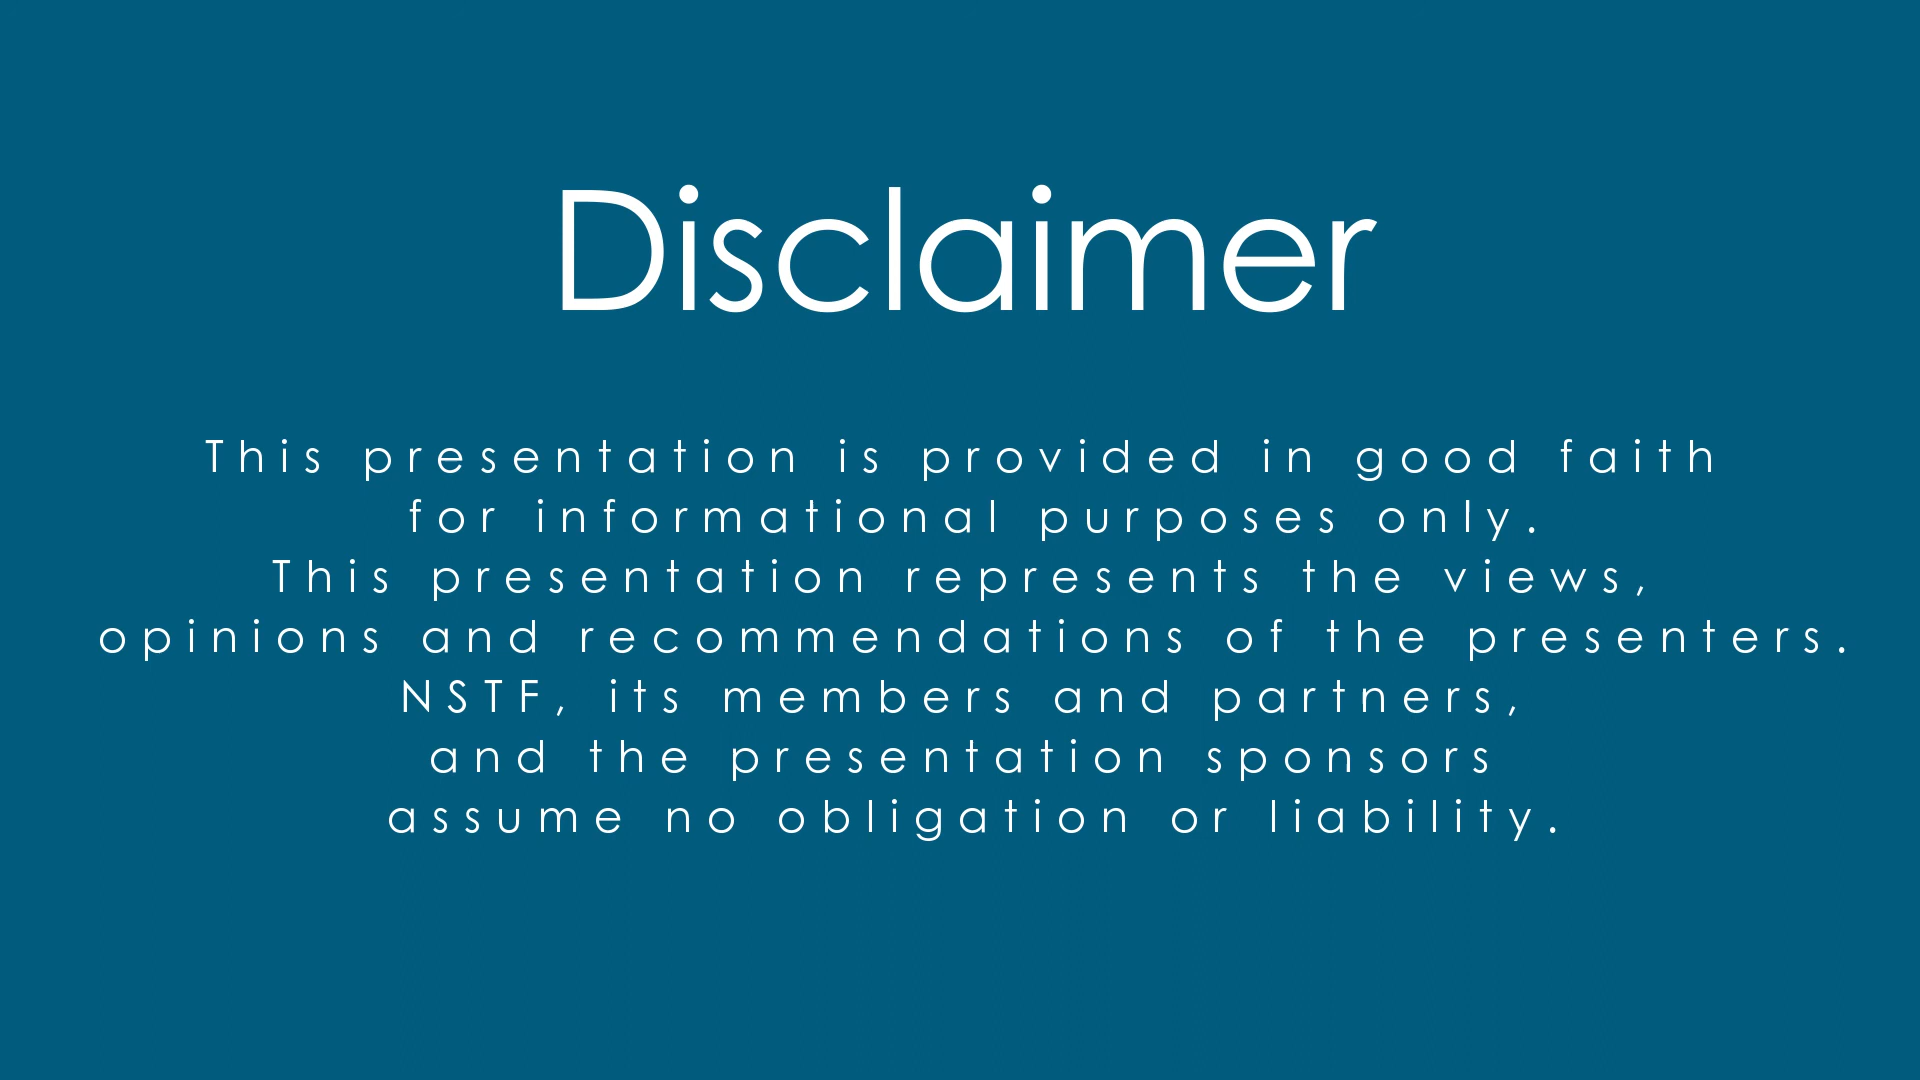 Disclaimer
This presentation is provided in good faith
for informational purposes only.
This presentation represents the views,
opinions and recommendations of the presenters.
NSTF, its members and partners,
and the presentation sponsors
assume no obligation or liability.